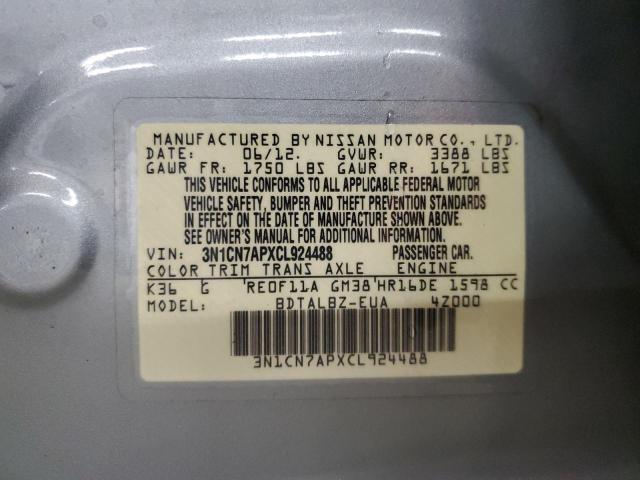 MANUFACTURED BY NISSAN MOTOR CO., LTD.
DATE: 06/12. GVWR: 3388 LBS
GAWR FR: 1750 LBS GAWR RR: 1671 LBS
THIS VEHICLE CONFORMS TO ALL APPLICABLE FEDERAL MOTOR
VEHICLE SAFETY, BUMPER AND THEFT PREVENTION STANDARDS
IN EFFECT ON THE DATE OF MANUFACTURE SHOWN ABOVE.
SEE OWNER'S MANUAL FOR ADDITIONAL INFORMATION.
VIN: 3N1CN7APXCL924488 PASSENGER CAR.
COLOR TRIM TRANS AXLE ENGINE
K36 G RE0F11A GM38 HR16DE 1598 CC
MODEL: BDTALBZ-EUA 4Z000
3N1CN7APXCL924488